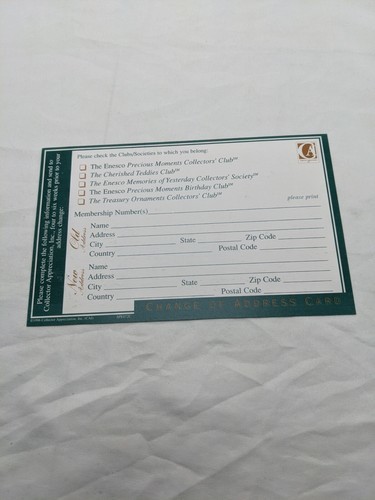 Please check the Clubs/Societies to which you belong:
The Enesco Precious Moments Collectors' Club℠
The Cherished Teddies Club℠
The Enesco Memories of Yesterday Collectors' Society℠
The Enesco Precious Moments Birthday Club℠
The Treasury Ornaments Collectors' Club℠
please print
Membership Number(s)
Old Address
Name
Address
City State Zip Code
Country Postal Code
New Address
Name
Address
City State Zip Code
Country Postal Code
CHANGE OF ADDRESS CARD
Please complete the following information and send to
Collector Appreciation, Inc., four to six weeks prior to your
address change: